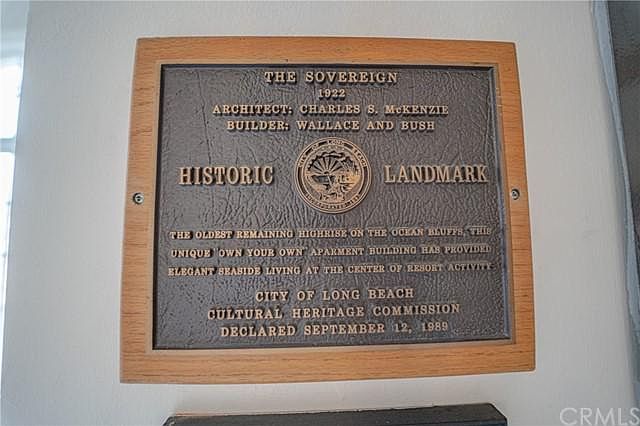 THE SOVEREIGN
1922
ARCHITECT: CHARLES S. McKENZIE
BUILDER: WALLACE AND BUSH
HISTORIC LANDMARK
THE OLDEST REMAINING HIGHRISE ON THE OCEAN BLUFFS, THIS
UNIQUE 'OWN YOUR OWN' APARMENT BUILDING HAS PROVIDED
ELEGANT SEASIDE LIVING AT THE CENTER OF RESORT ACTIVITY
CITY OF LONG BEACH
CULTURAL HERITAGE COMMISSION
DECLARED SEPTEMBER 12, 1989
CRMLS